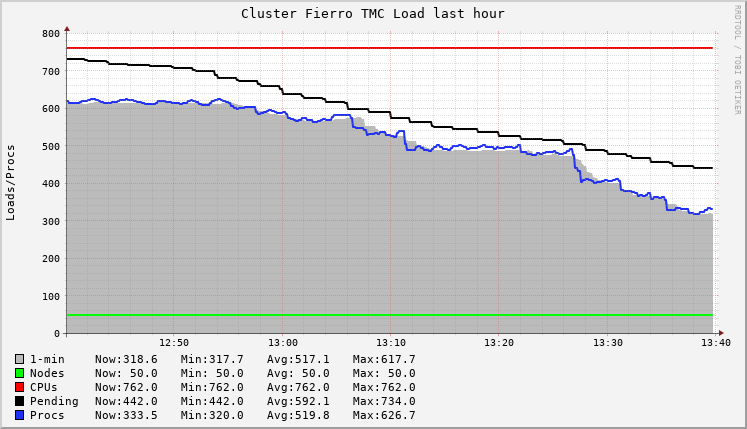 Cluster Fierro TMC Load last hour
RRDTOOL / TOBI OETIKER
Loads/Procs
800
700
600
500
400
300
200
100
0
12:50 13:00 13:10 13:20 13:30 13:40
1-min Now:318.6 Min:317.7 Avg:517.1 Max:617.7
Nodes Now: 50.0 Min: 50.0 Avg: 50.0 Max: 50.0
CPUs Now:762.0 Min:762.0 Avg:762.0 Max:762.0
Pending Now:442.0 Min:442.0 Avg:592.1 Max:734.0
Procs Now:333.5 Min:320.0 Avg:519.8 Max:626.7